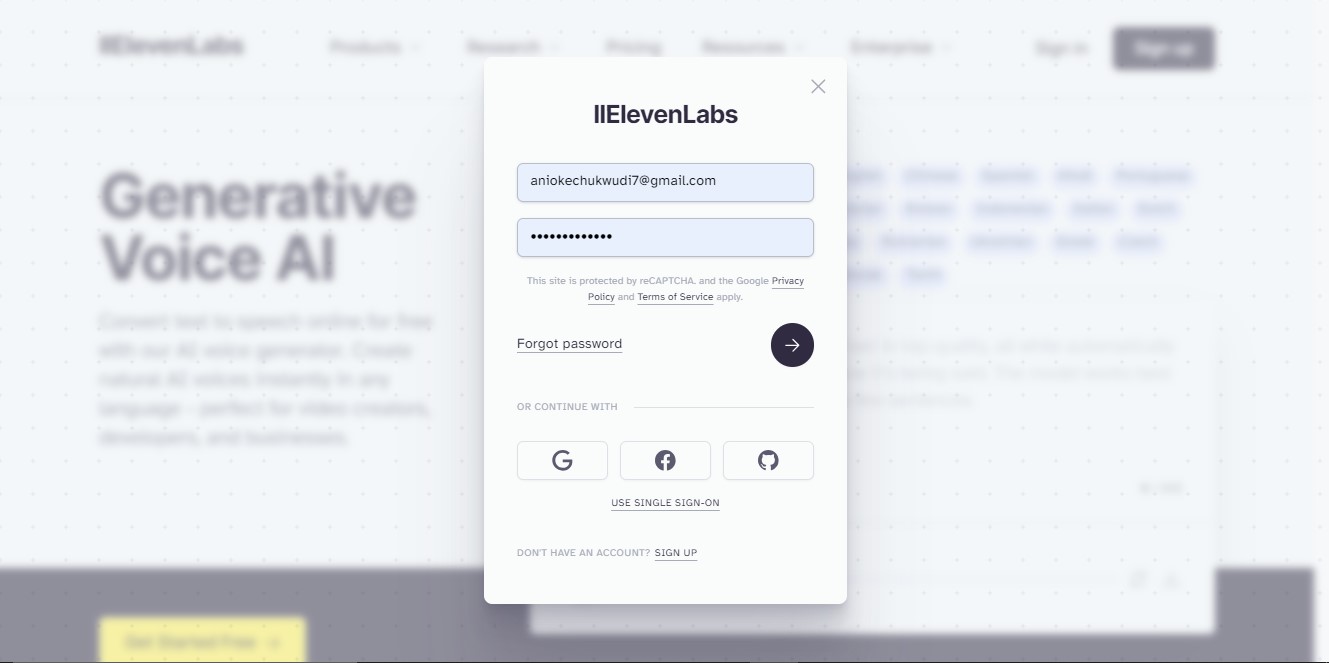 IIElevenLabs
Products
Research
Pricing
Resources
Enterprise
Sign in
Sign up
IIElevenLabs
aniokechukwudi7@gmail.com
•••••••••••••
This site is protected by reCAPTCHA. and the Google Privacy
Policy and Terms of Service apply.
Forgot password
OR CONTINUE WITH
USE SINGLE SIGN-ON
DON'T HAVE AN ACCOUNT? SIGN UP
Generative
Voice AI
Convert text to speech online for free
with our AI voice generator. Create
natural AI voices instantly in any
language - perfect for video creators,
developers, and businesses.
Get Started Free